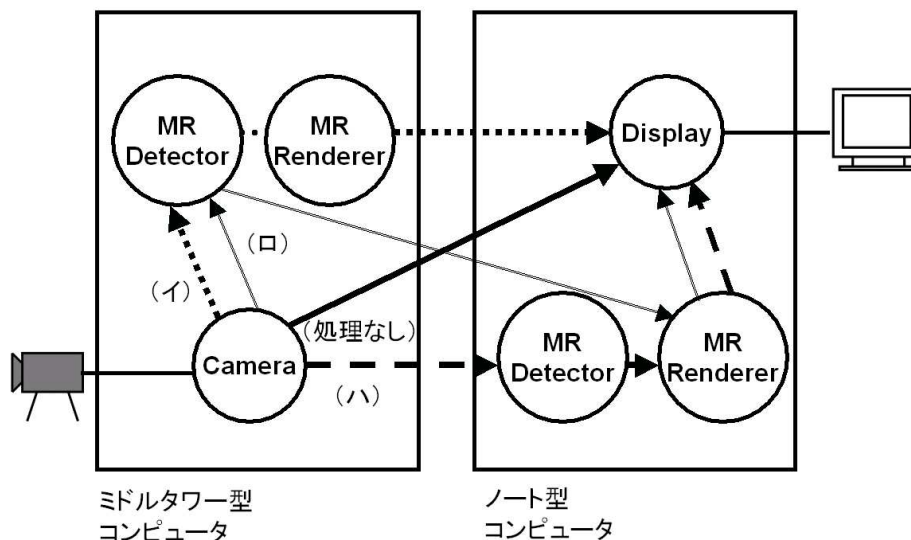 MR
Detector
MR
Renderer
Display
（ロ）
（イ）
（処理なし）
Camera
（ハ）
MR
Detector
MR
Renderer
ミドルタワー型
コンピュータ
ノート型
コンピュータ